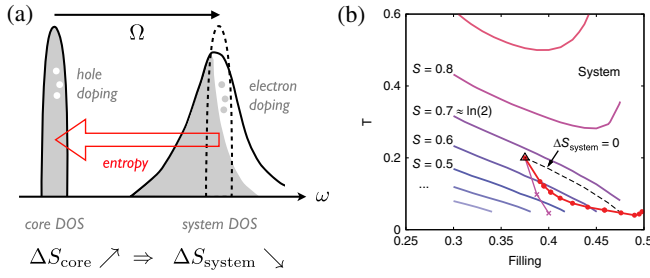 (a)
Ω
hole
doping
electron
doping
entropy
ω
core DOS
system DOS
ΔS_core ↗ ⇒ ΔS_system ↘
(b)
0.6
0.4
0.2
0
T
S = 0.8
System
S = 0.7 ≈ ln(2)
S = 0.6
S = 0.5
...
ΔS_system = 0
0.25
0.3
0.35
0.4
0.45
0.5
Filling